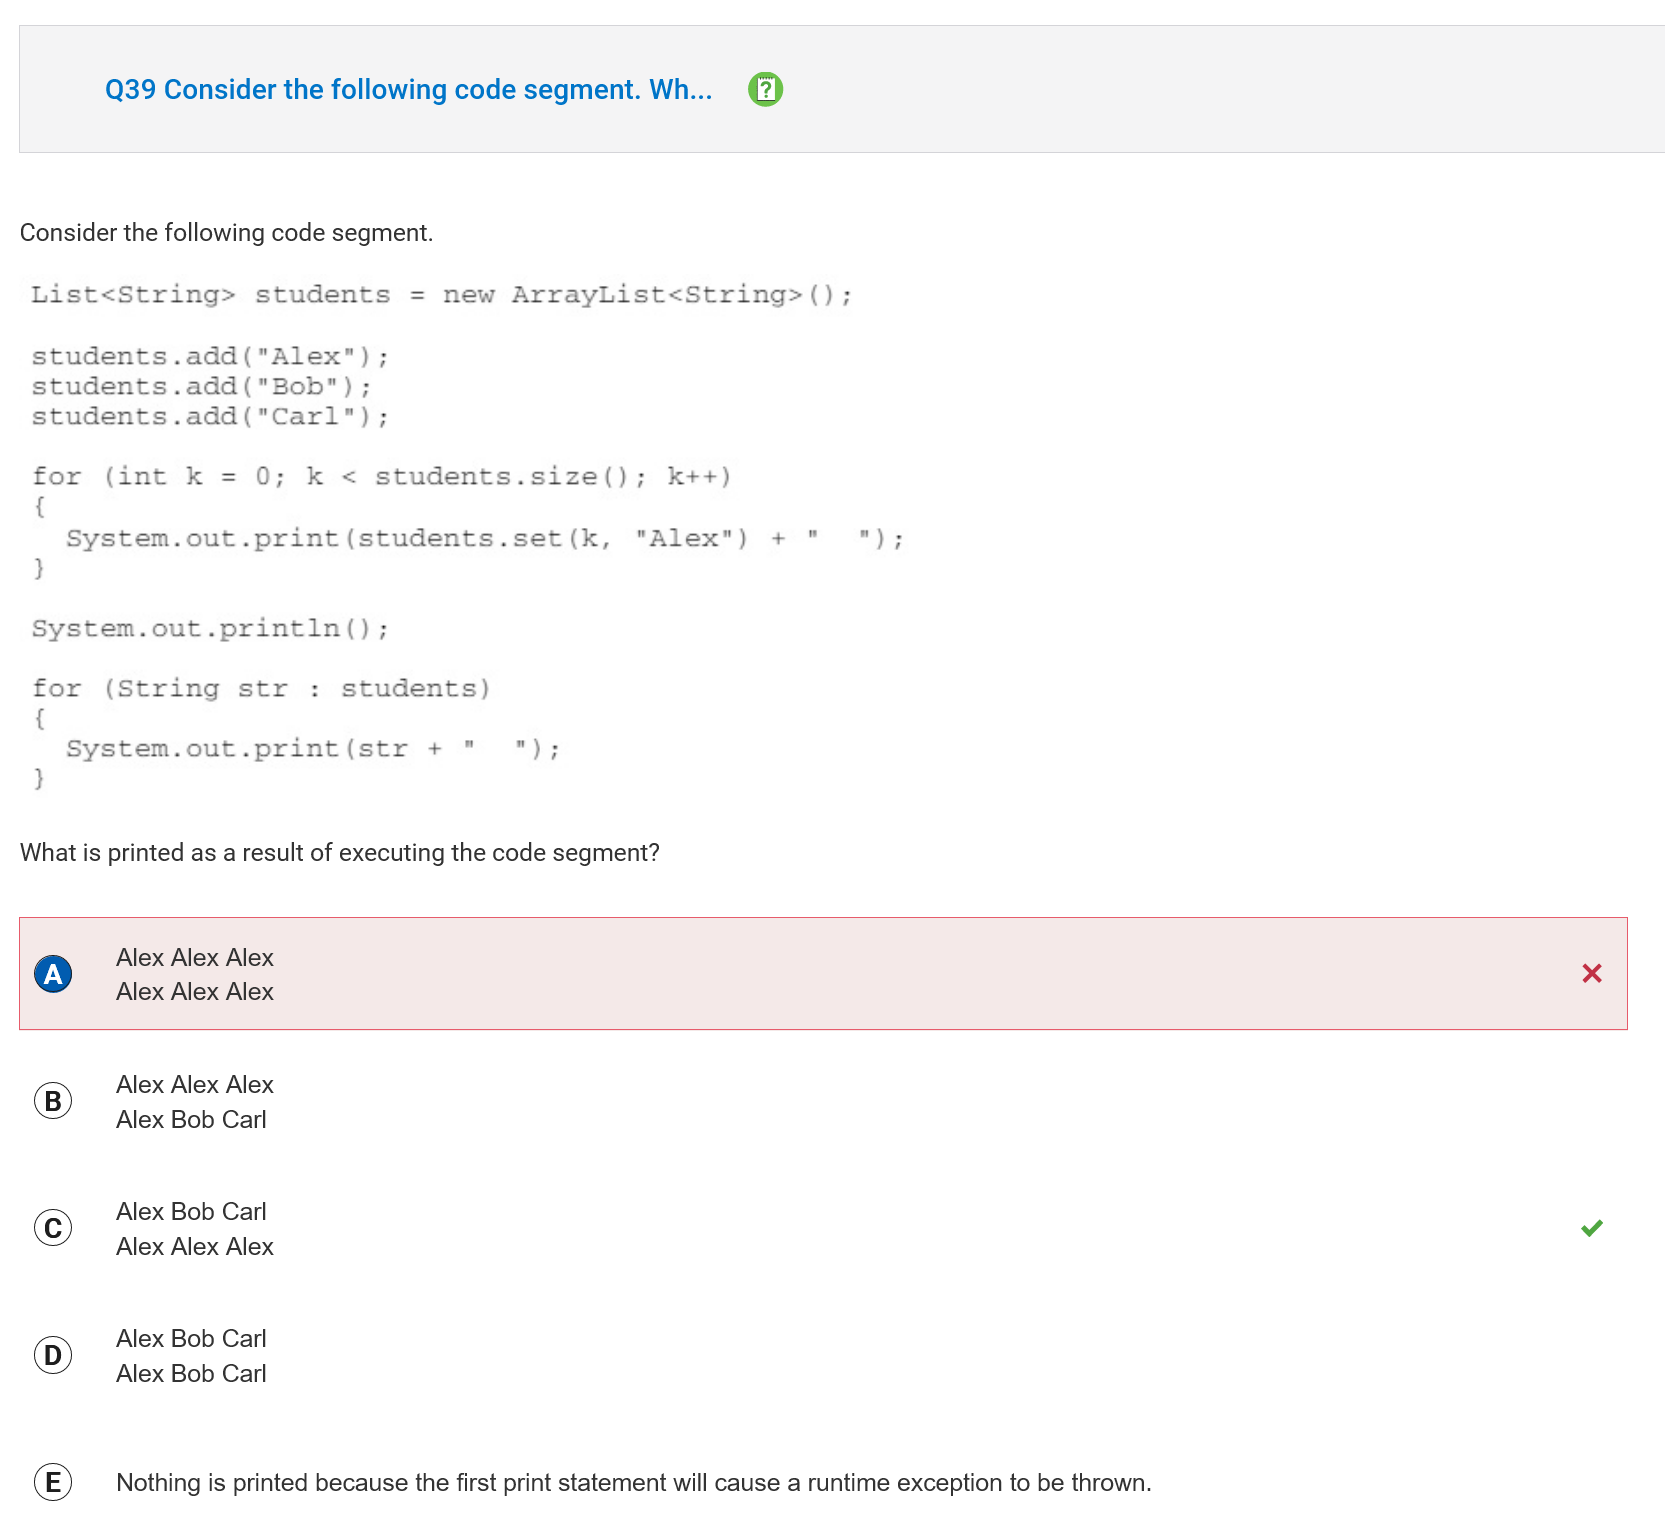 Q39 Consider the following code segment. Wh...
?
Consider the following code segment.
List<String> students = new ArrayList<String>();
students.add("Alex");
students.add("Bob");
students.add("Carl");
for (int k = 0; k < students.size(); k++)
{
  System.out.print(students.set(k, "Alex") + "  ");
}
System.out.println();
for (String str : students)
{
  System.out.print(str + "  ");
}
What is printed as a result of executing the code segment?
A
Alex Alex Alex
Alex Alex Alex
B
Alex Alex Alex
Alex Bob Carl
C
Alex Bob Carl
Alex Alex Alex
D
Alex Bob Carl
Alex Bob Carl
E
Nothing is printed because the first print statement will cause a runtime exception to be thrown.